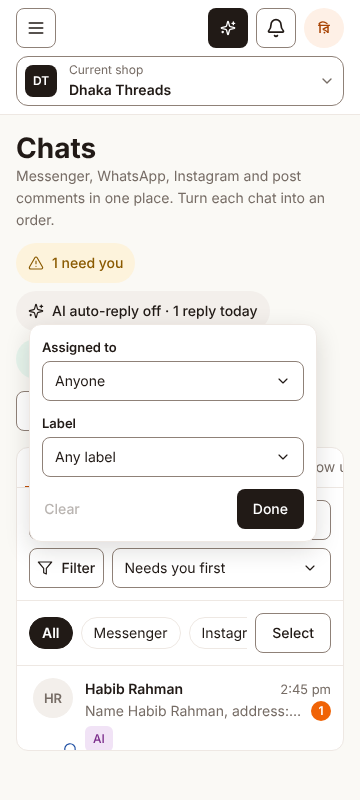 রি
DT
Current shop
Dhaka Threads
Chats
Messenger, WhatsApp, Instagram and post
comments in one place. Turn each chat into an
order.
1 need you
AI auto-reply off · 1 reply today
Assigned to
Anyone
Label
Any label
Clear
Done
Filter
Needs you first
All
Messenger
Instagr
Select
HR
Habib Rahman
2:45 pm
Name Habib Rahman, address:...
1
AI